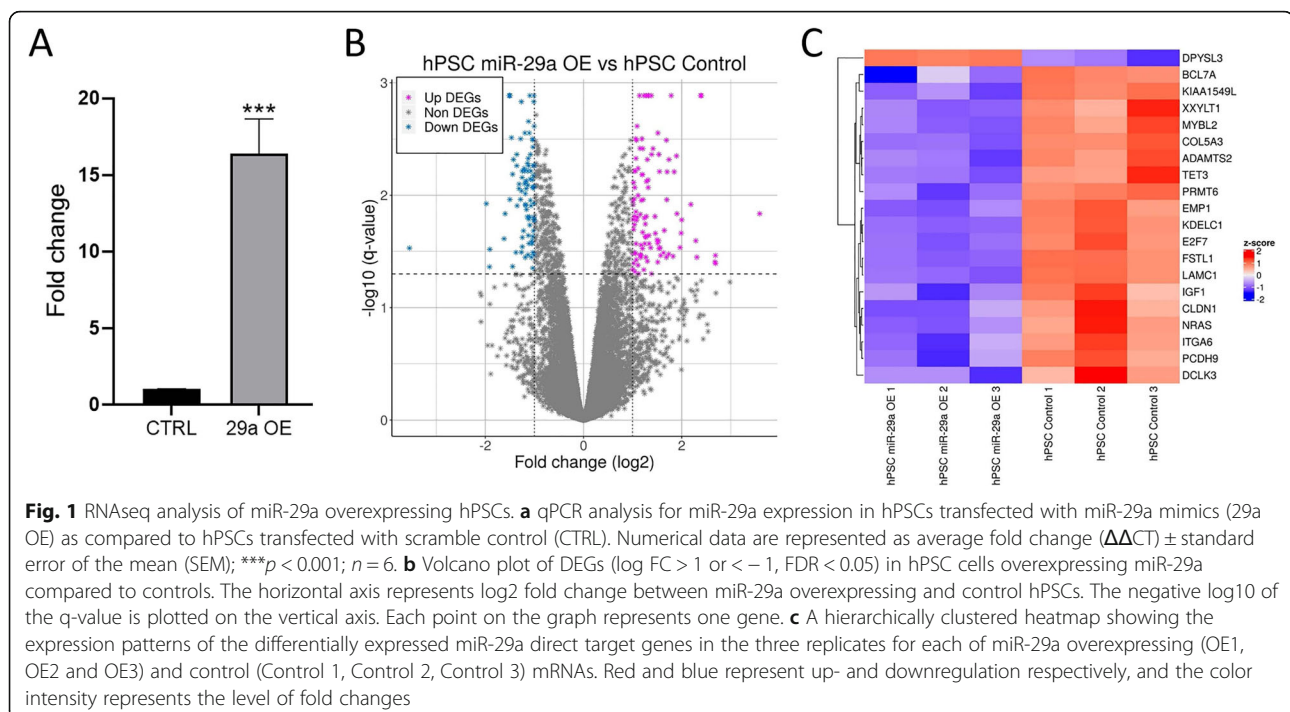 A
Fold change
20
15
10
5
0
***
CTRL
29a OE
B
hPSC miR-29a OE vs hPSC Control
Up DEGs
Non DEGs
Down DEGs
-log10 (q-value)
3
2
1
0
-2
0
2
Fold change (log2)
C
DPYSL3
BCL7A
KIAA1549L
XXYLT1
MYBL2
COL5A3
ADAMTS2
TET3
PRMT6
EMP1
KDELC1
E2F7
FSTL1
LAMC1
IGF1
CLDN1
NRAS
ITGA6
PCDH9
DCLK3
z-score
2
1
0
-1
-2
hPSC miR-29a OE 1
hPSC miR-29a OE 2
hPSC miR-29a OE 3
hPSC Control 1
hPSC Control 2
hPSC Control 3
Fig. 1 RNAseq analysis of miR-29a overexpressing hPSCs. a qPCR analysis for miR-29a expression in hPSCs transfected with miR-29a mimics (29a
OE) as compared to hPSCs transfected with scramble control (CTRL). Numerical data are represented as average fold change (ΔΔCT) ± standard
error of the mean (SEM); ***p < 0.001; n = 6. b Volcano plot of DEGs (log FC > 1 or < − 1, FDR < 0.05) in hPSC cells overexpressing miR-29a
compared to controls. The horizontal axis represents log2 fold change between miR-29a overexpressing and control hPSCs. The negative log10 of
the q-value is plotted on the vertical axis. Each point on the graph represents one gene. c A hierarchically clustered heatmap showing the
expression patterns of the differentially expressed miR-29a direct target genes in the three replicates for each of miR-29a overexpressing (OE1,
OE2 and OE3) and control (Control 1, Control 2, Control 3) mRNAs. Red and blue represent up- and downregulation respectively, and the color
intensity represents the level of fold changes